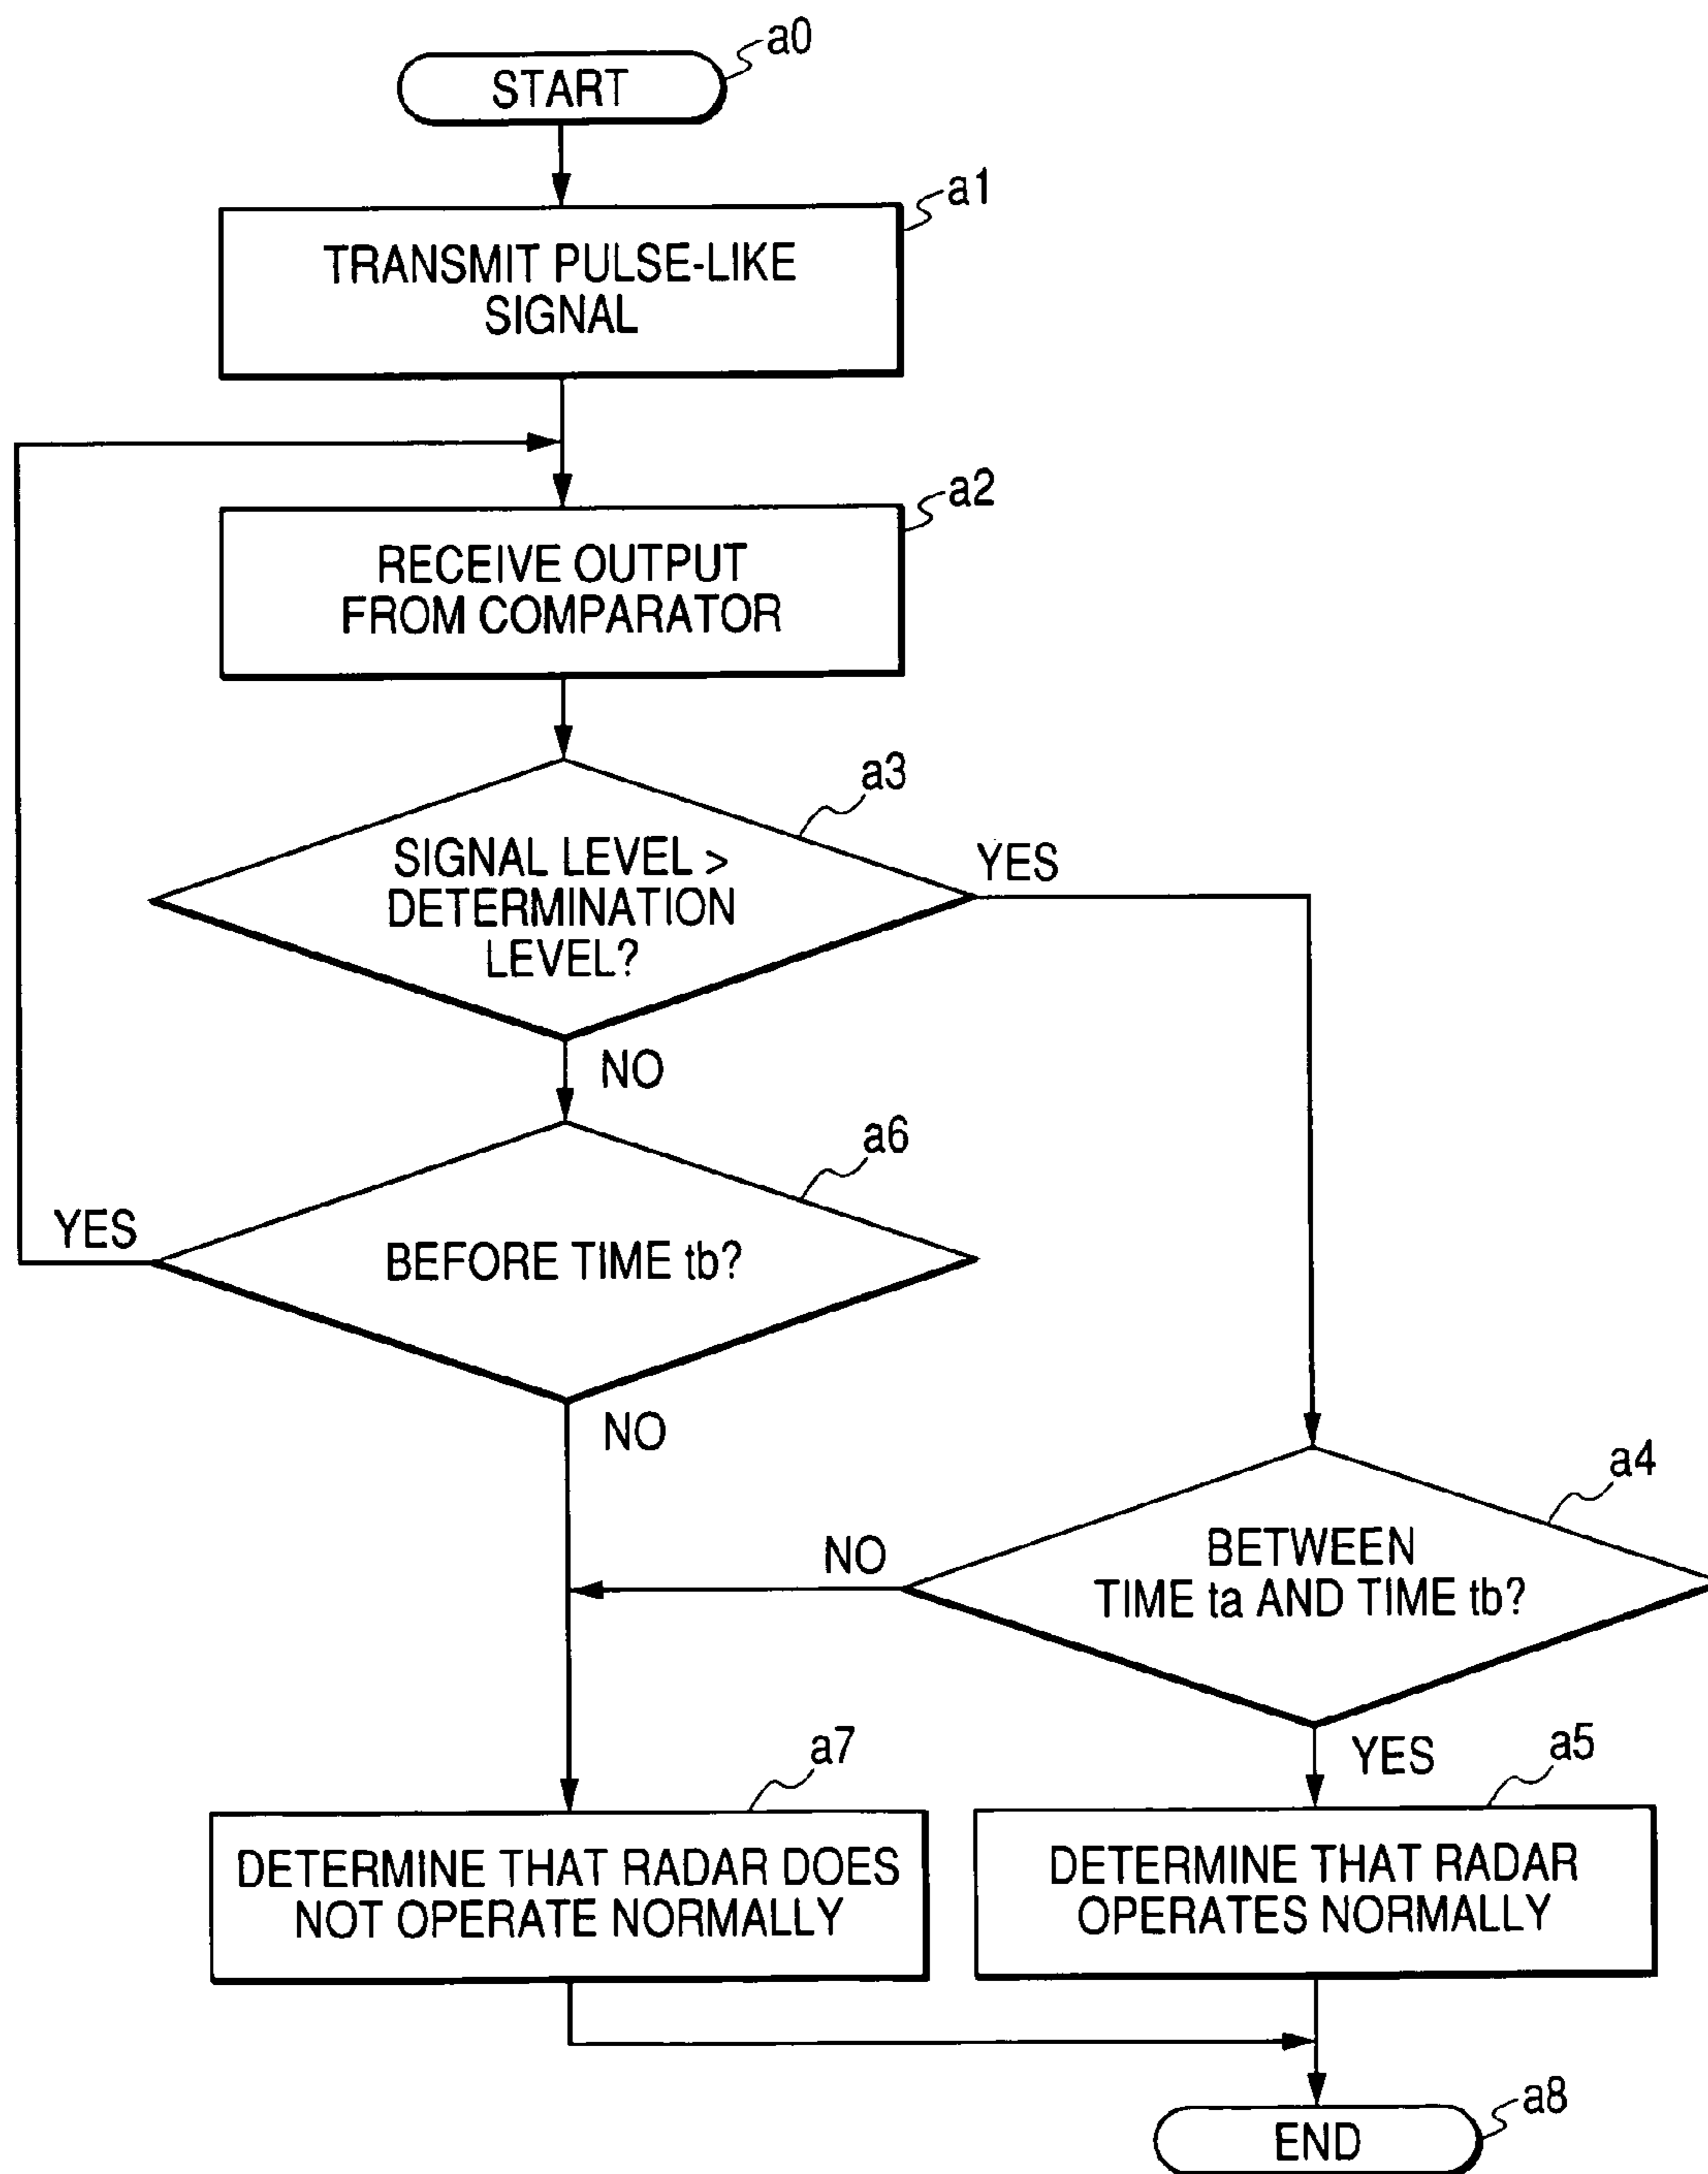 START
a0
a1
TRANSMIT PULSE-LIKE
SIGNAL
a2
RECEIVE OUTPUT
FROM COMPARATOR
a3
SIGNAL LEVEL >
DETERMINATION
LEVEL?
YES
NO
a6
YES
BEFORE TIME tb?
NO
a4
NO
BETWEEN
TIME ta AND TIME tb?
YES
a7
a5
DETERMINE THAT RADAR DOES
NOT OPERATE NORMALLY
DETERMINE THAT RADAR
OPERATES NORMALLY
a8
END